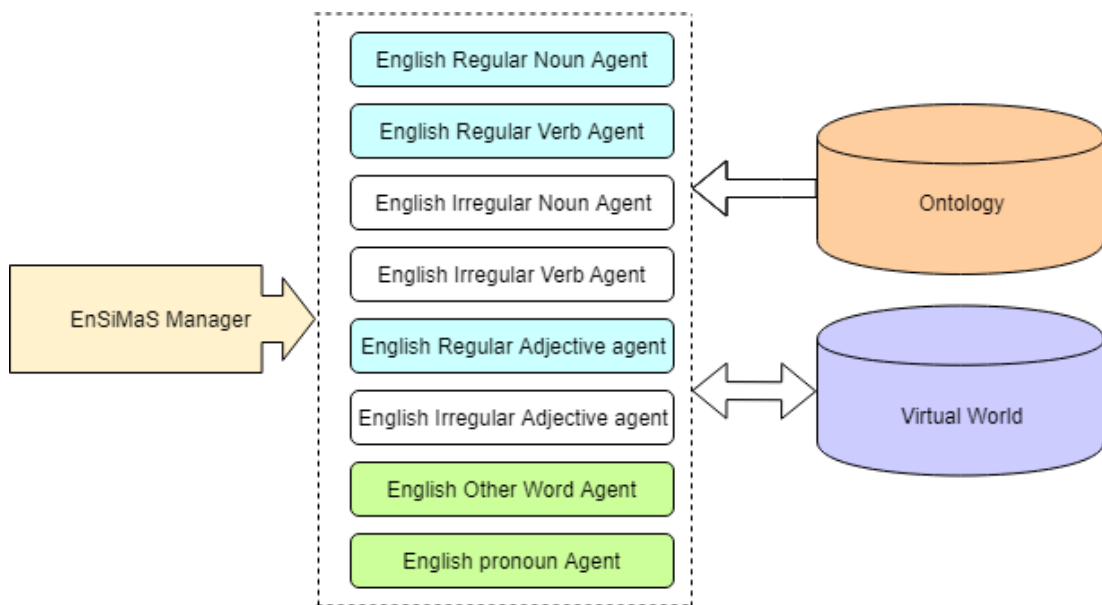 English Regular Noun Agent
English Regular Verb Agent
English Irregular Noun Agent
English Irregular Verb Agent
English Regular Adjective agent
English Irregular Adjective agent
English Other Word Agent
English pronoun Agent
EnSiMaS Manager
Ontology
Virtual World